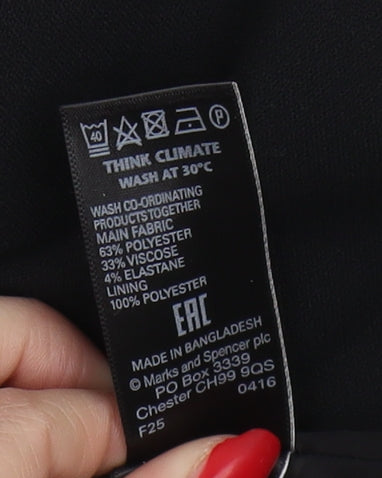 40 P
THINK CLIMATE
WASH AT 30°C
WASH CO-ORDINATING
PRODUCTS TOGETHER
MAIN FABRIC
63% POLYESTER
33% VISCOSE
4% ELASTANE
LINING
100% POLYESTER
EAC
MADE IN BANGLADESH
© Marks and Spencer plc
PO Box 3339
Chester CH99 9QS
F25 0416